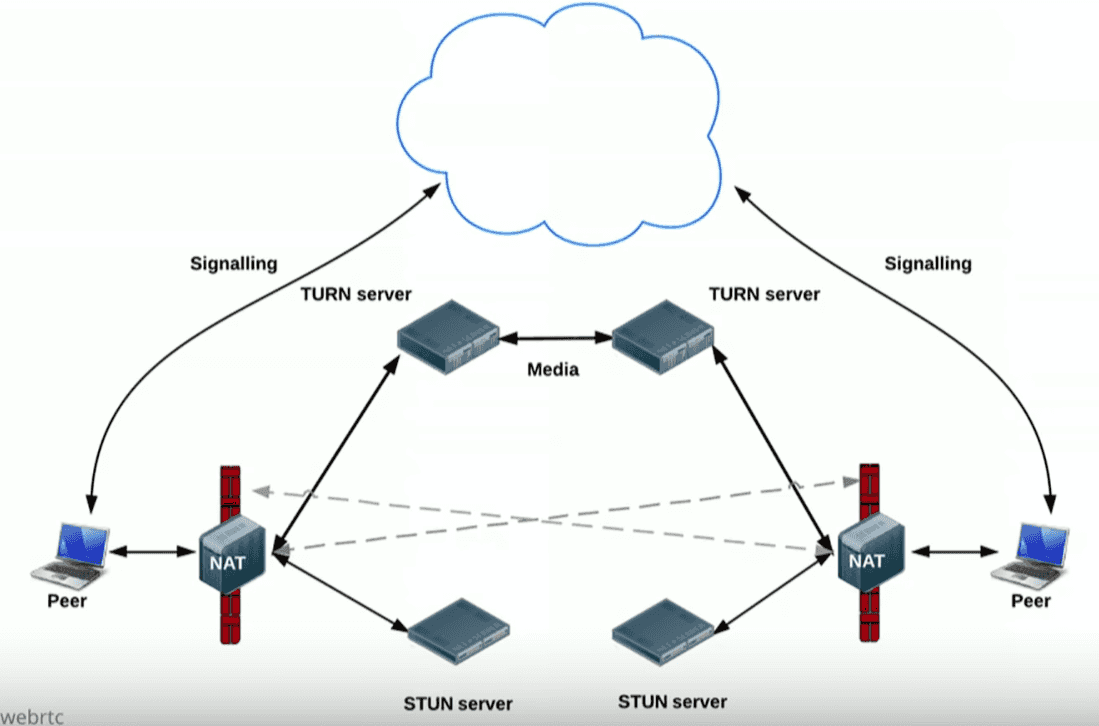 Signalling
Signalling
TURN server
TURN server
Media
NAT
NAT
Peer
Peer
STUN server
STUN server
webrtc